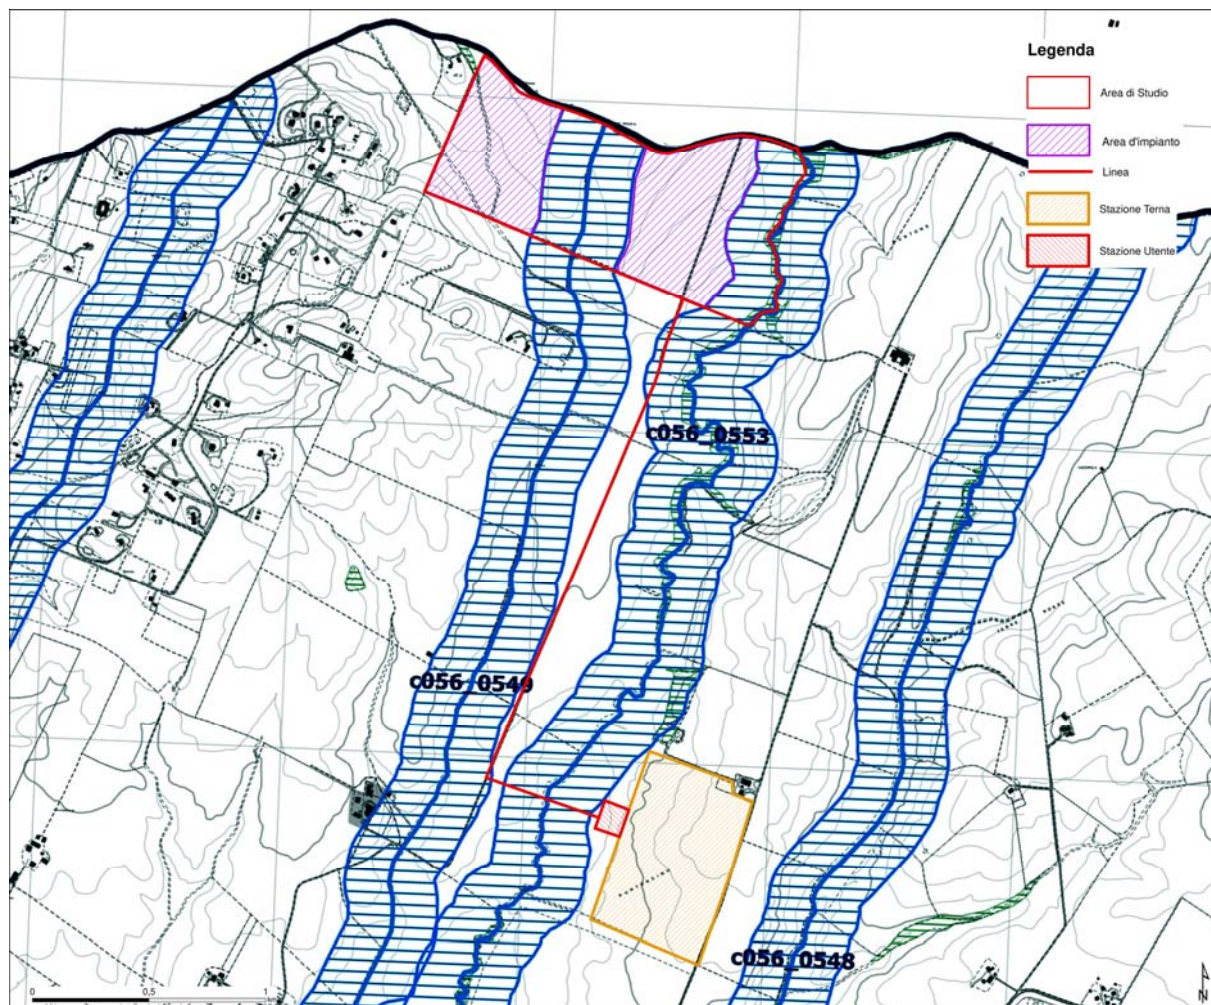 Legenda
Area di Studio
Area d'impianto
Linea
Stazione Terna
Stazione Utente
c056_0553
c056_0549
c056_0548
0 0,5 1
N